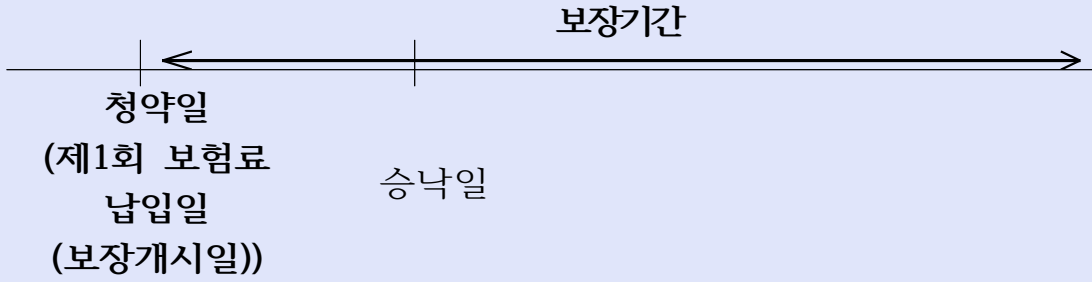 보장기간
청약일
(제1회 보험료
납입일
(보장개시일))
승낙일